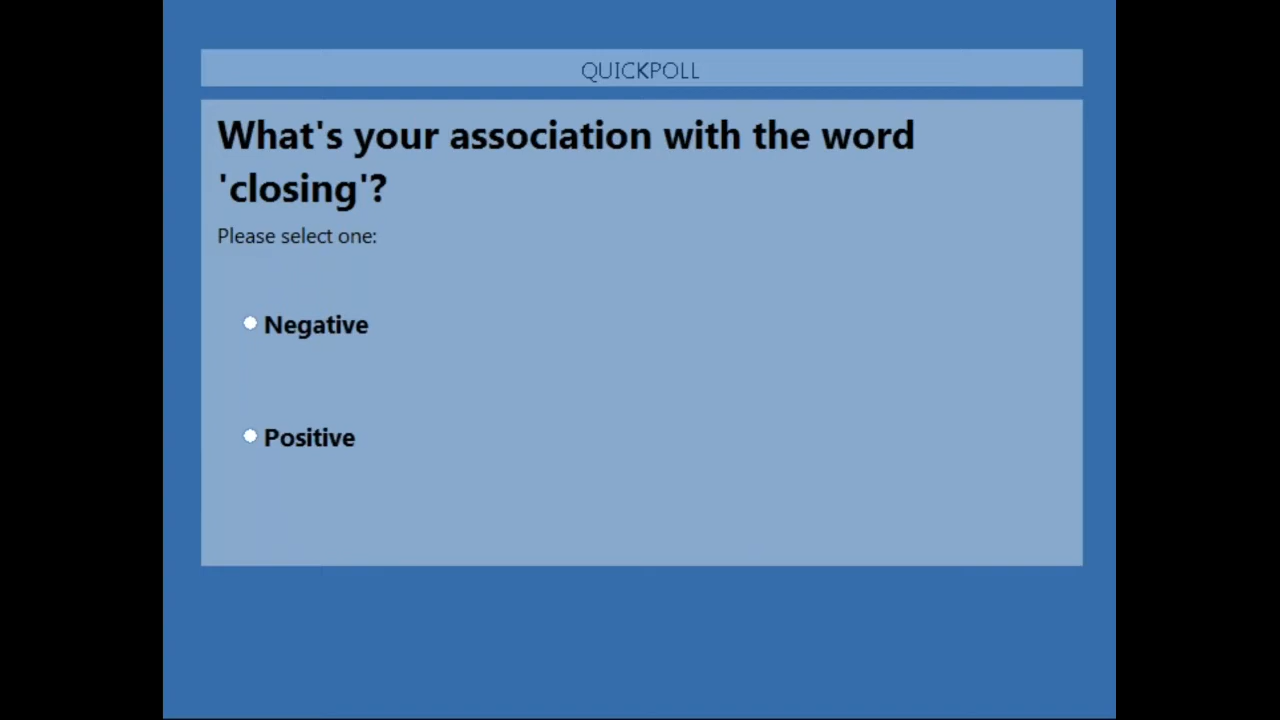 QUICKPOLL
What's your association with the word
'closing'?
Please select one:
Negative
Positive